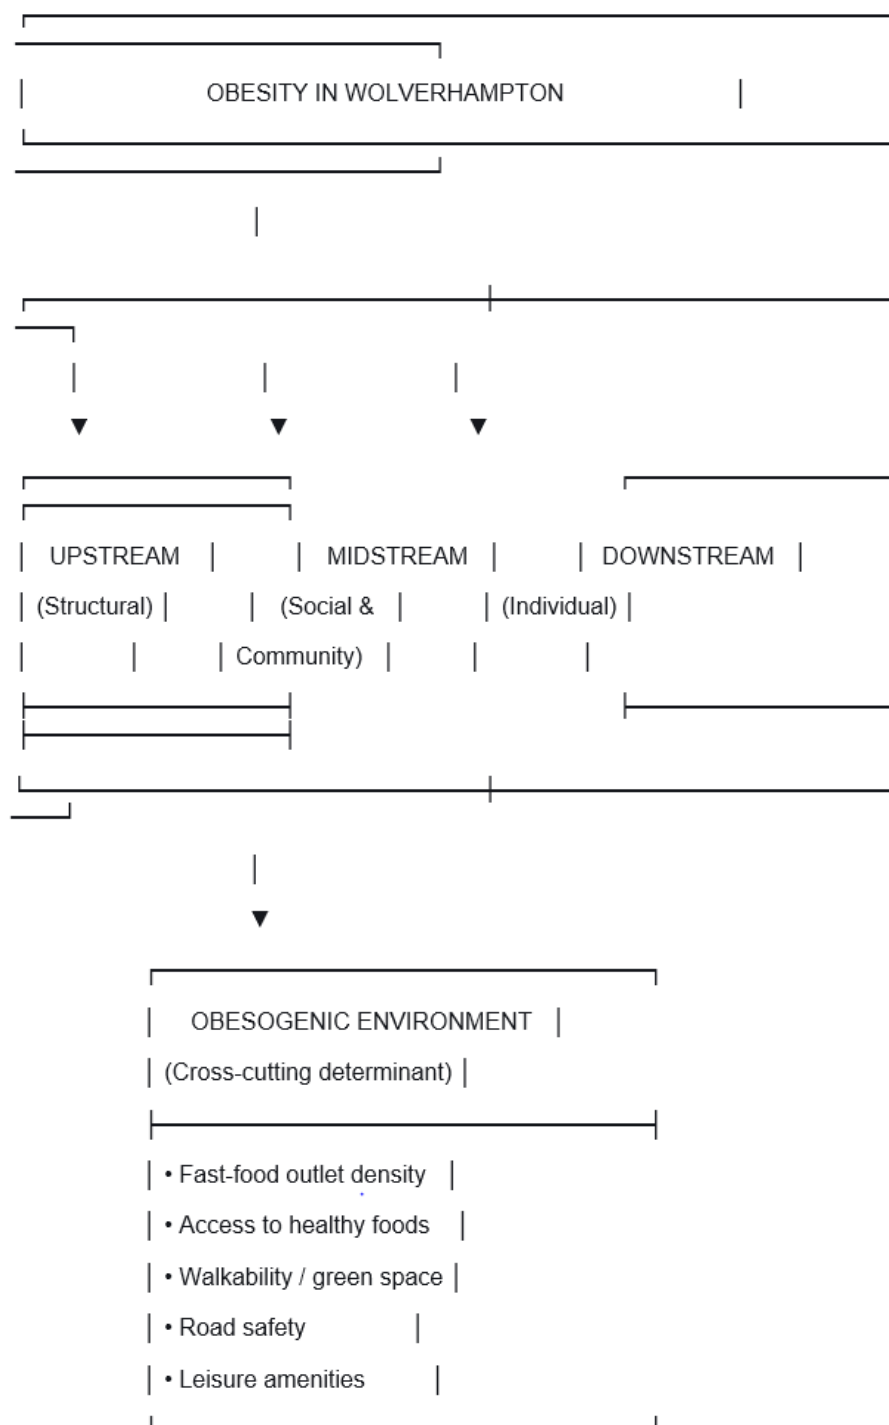 OBESITY IN WOLVERHAMPTON
UPSTREAM MIDSTREAM DOWNSTREAM
(Structural) (Social & (Individual)
Community)
OBESOGENIC ENVIRONMENT
(Cross-cutting determinant)
• Fast-food outlet density
• Access to healthy foods
• Walkability / green space
• Road safety
• Leisure amenities